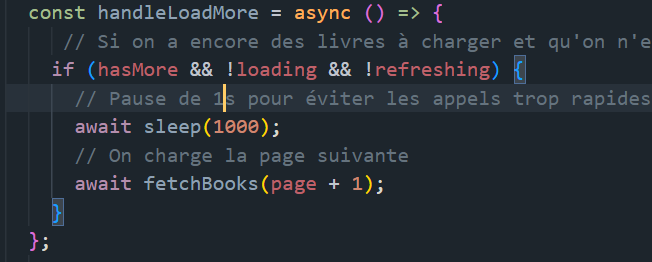 const handleLoadMore = async () => {
// Si on a encore des livres à charger et qu'on n'e
if (hasMore && !loading && !refreshing) {
// Pause de 1s pour éviter les appels trop rapides
await sleep(1000);
// On charge la page suivante
await fetchBooks(page + 1);
}
};